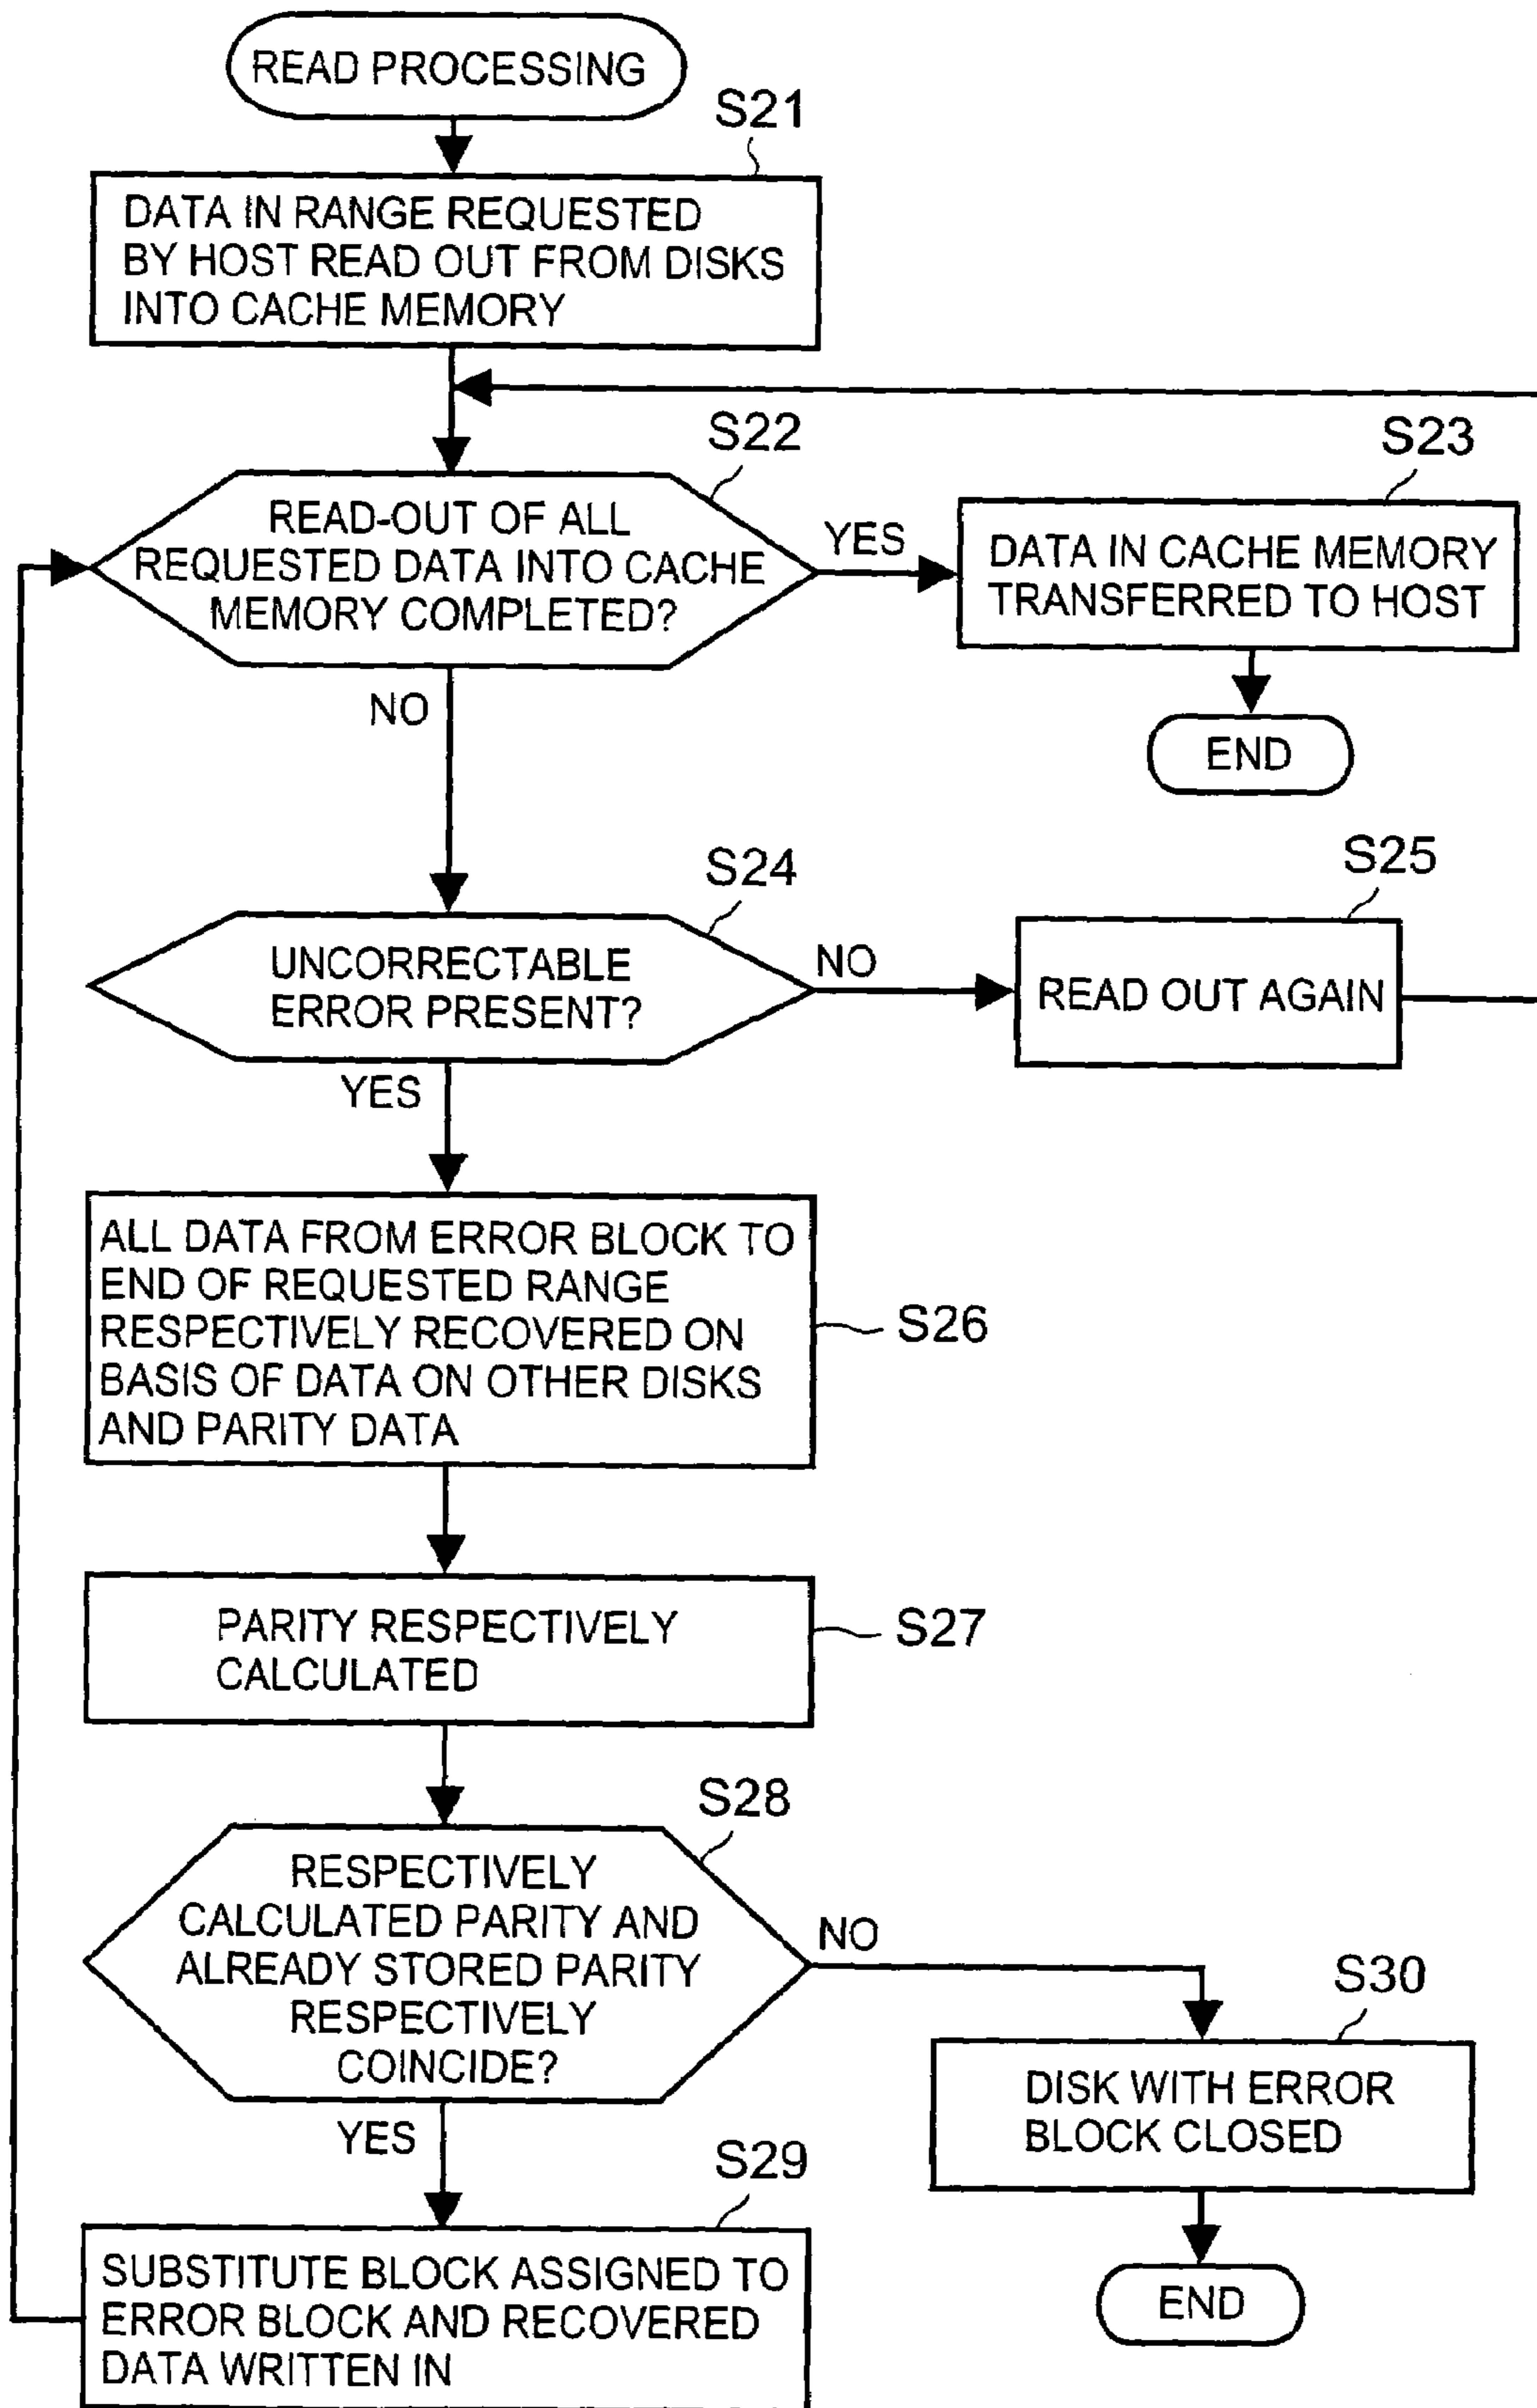 READ PROCESSING
S21
DATA IN RANGE REQUESTED
BY HOST READ OUT FROM DISKS
INTO CACHE MEMORY
S22
READ-OUT OF ALL
REQUESTED DATA INTO CACHE
MEMORY COMPLETED?
YES
NO
S23
DATA IN CACHE MEMORY
TRANSFERRED TO HOST
END
S24
UNCORRECTABLE
ERROR PRESENT?
NO
YES
S25
READ OUT AGAIN
ALL DATA FROM ERROR BLOCK TO
END OF REQUESTED RANGE
RESPECTIVELY RECOVERED ON
BASIS OF DATA ON OTHER DISKS
AND PARITY DATA
S26
PARITY RESPECTIVELY
CALCULATED
S27
S28
RESPECTIVELY
CALCULATED PARITY AND
ALREADY STORED PARITY
RESPECTIVELY
COINCIDE?
NO
YES
S30
DISK WITH ERROR
BLOCK CLOSED
END
S29
SUBSTITUTE BLOCK ASSIGNED TO
ERROR BLOCK AND RECOVERED
DATA WRITTEN IN